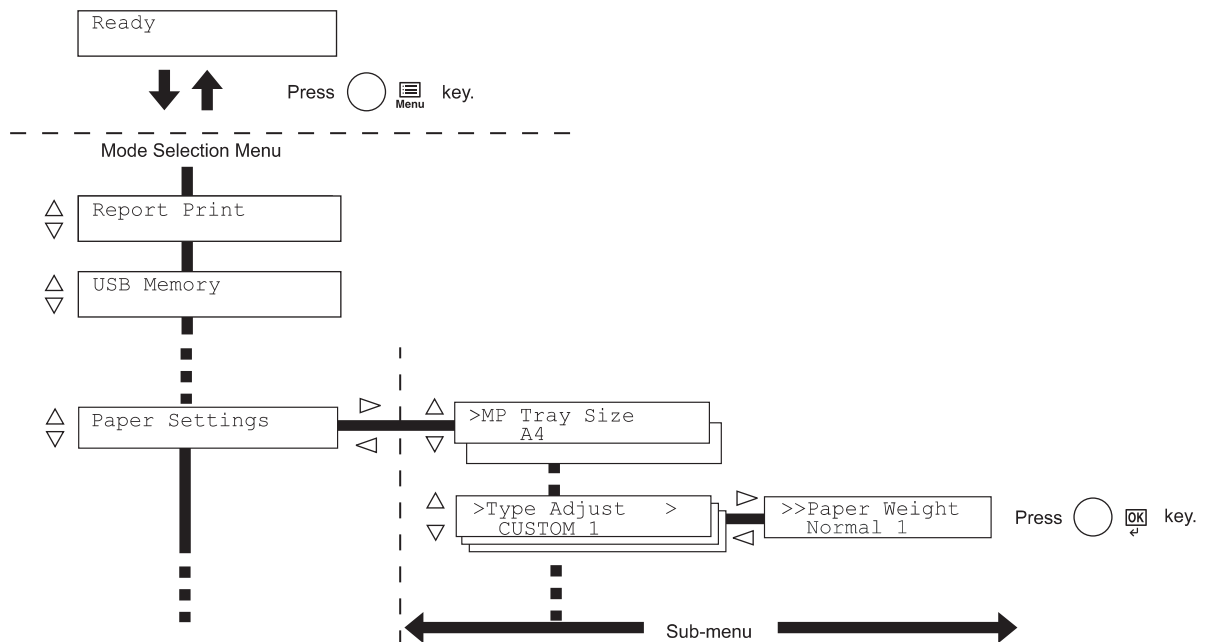 Ready
Press Menu key.
Mode Selection Menu
Report Print
USB Memory
Paper Settings
>MP Tray Size
A4
>Type Adjust >
CUSTOM 1
>>Paper Weight
Normal 1
Press OK key.
Sub-menu